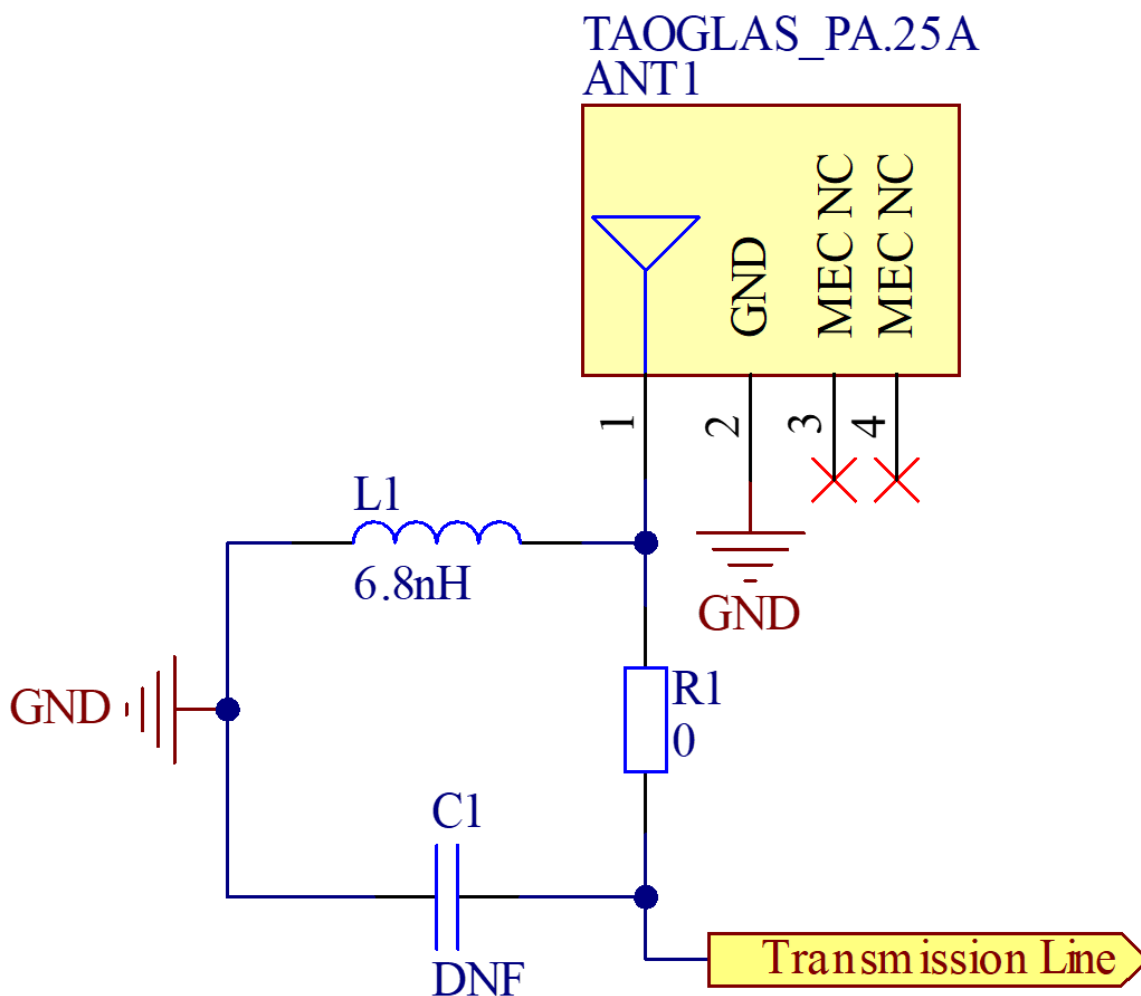 TAOGLAS_PA.25A
ANT1
GND
MEC NC
MEC NC
1
2
3
4
L1
6.8nH
GND
GND
R1
0
C1
DNF
Transmission Line